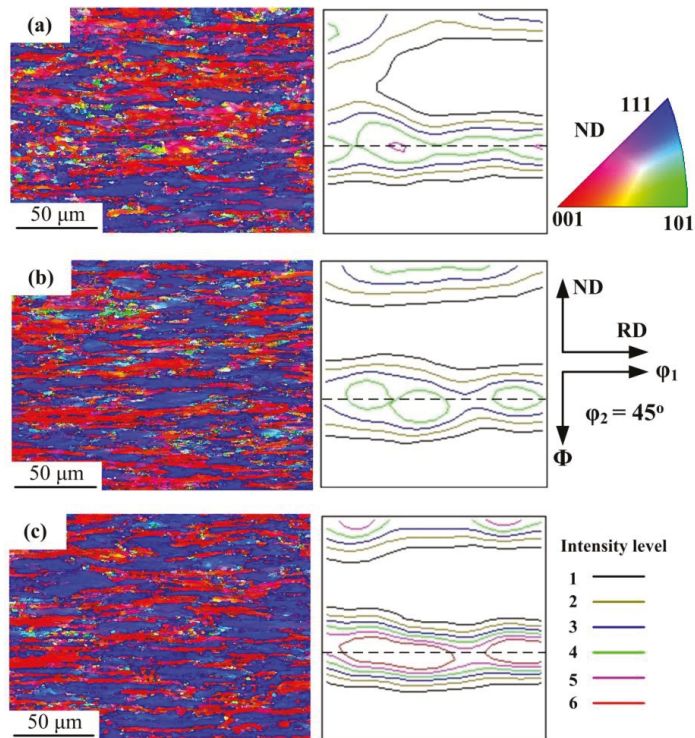 (a)
50 μm
111
ND
001
101
(b)
50 μm
ND
RD
φ₁
φ₂ = 45º
Φ
(c)
50 μm
Intensity level
1
2
3
4
5
6